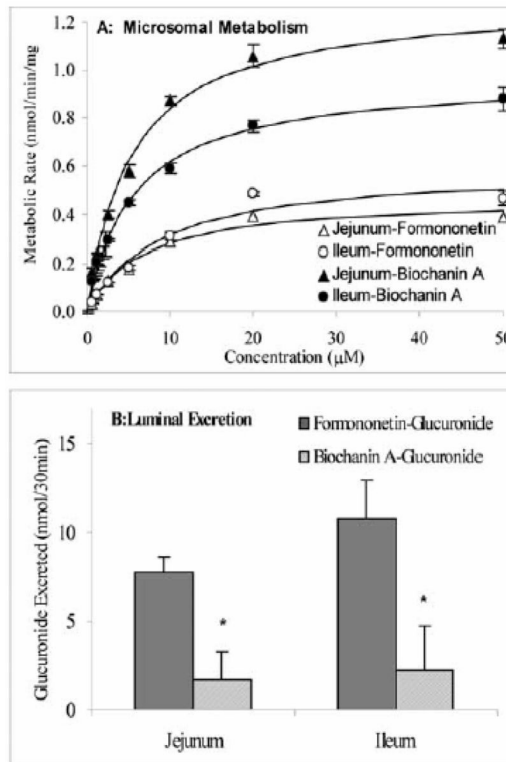 A: Microsomal Metabolism
Metabolic Rate (nmol/min/mg)
1.2
1.0
0.8
0.6
0.4
0.2
0.0
△ Jejunum-Formononetin
○ Ileum-Formononetin
▲ Jejunum-Biochanin A
● Ileum-Biochanin A
0 10 20 30 40 50
Concentration (μM)
B:Luminal Excretion
Formononetin-Glucuronide
Biochanin A-Glucuronide
Glucuronide Excreted (nmol/30min)
15
10
5
0
*
*
Jejunum Ileum